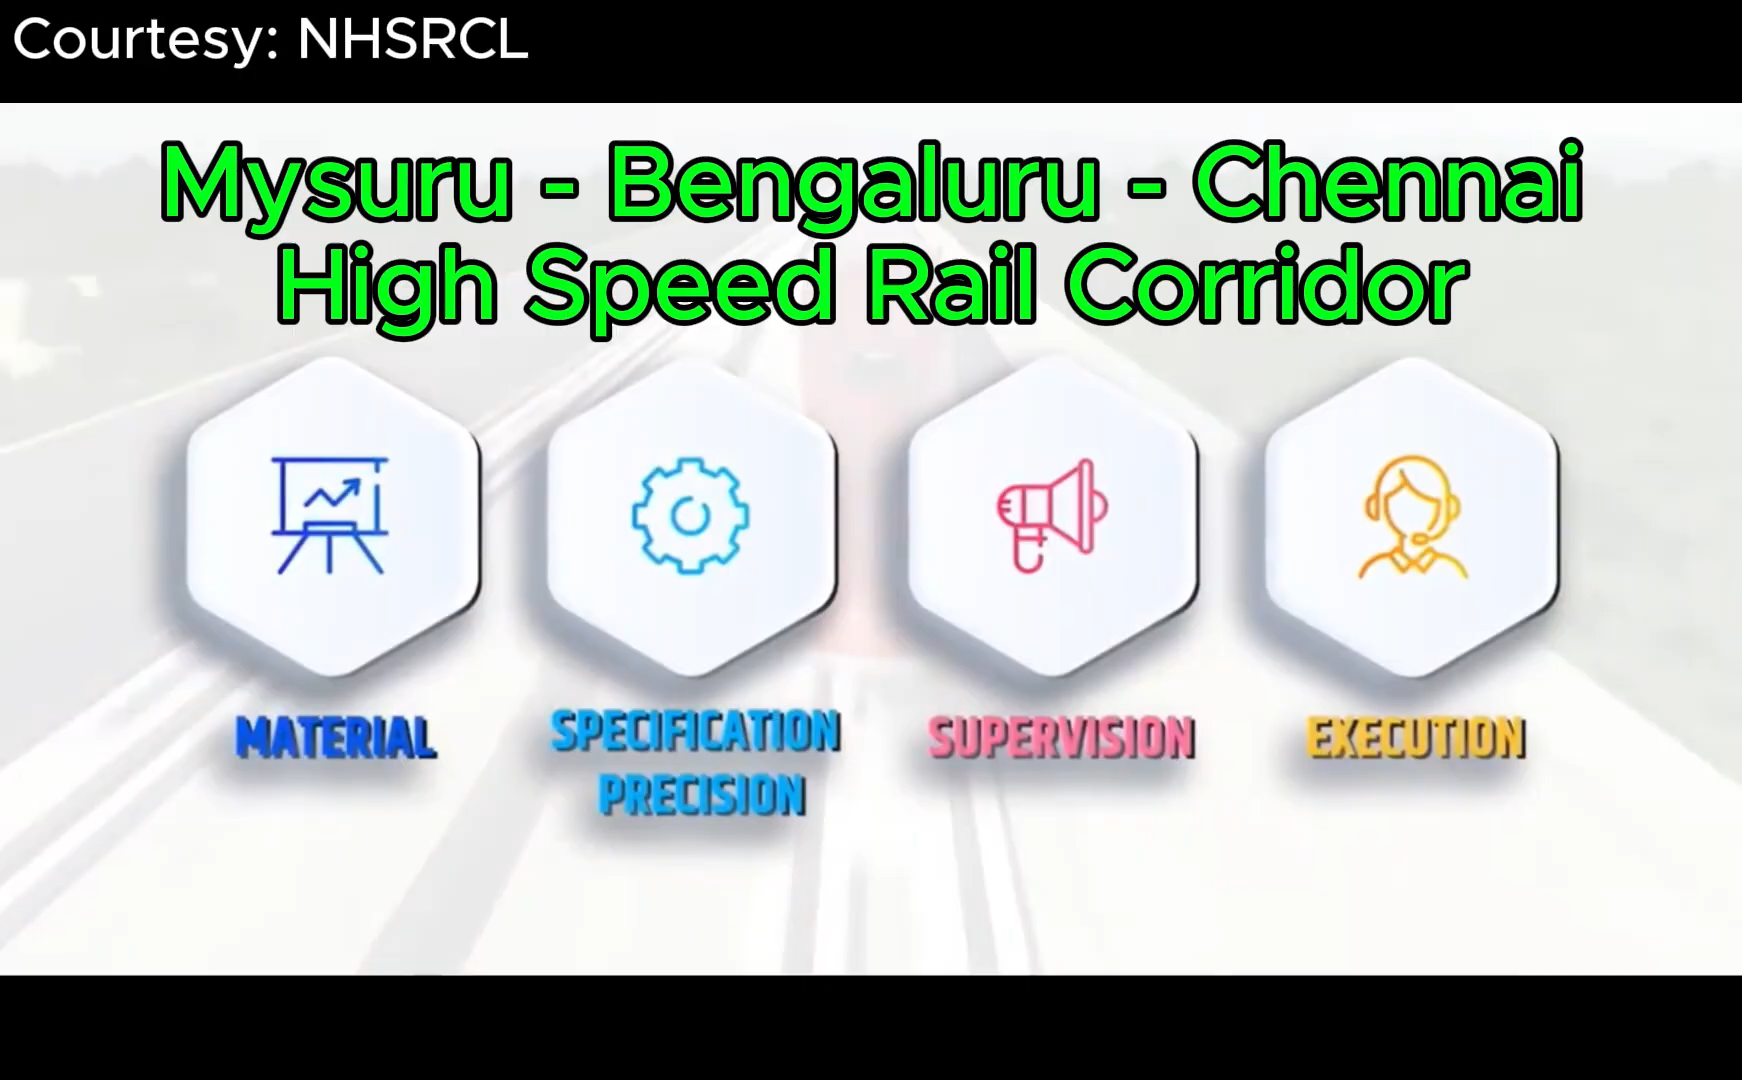 Courtesy: NHSRCL
Mysuru - Bengaluru - Chennai
High Speed Rail Corridor
MATERIAL
SPECIFICATION
PRECISION
SUPERVISION
EXECUTION